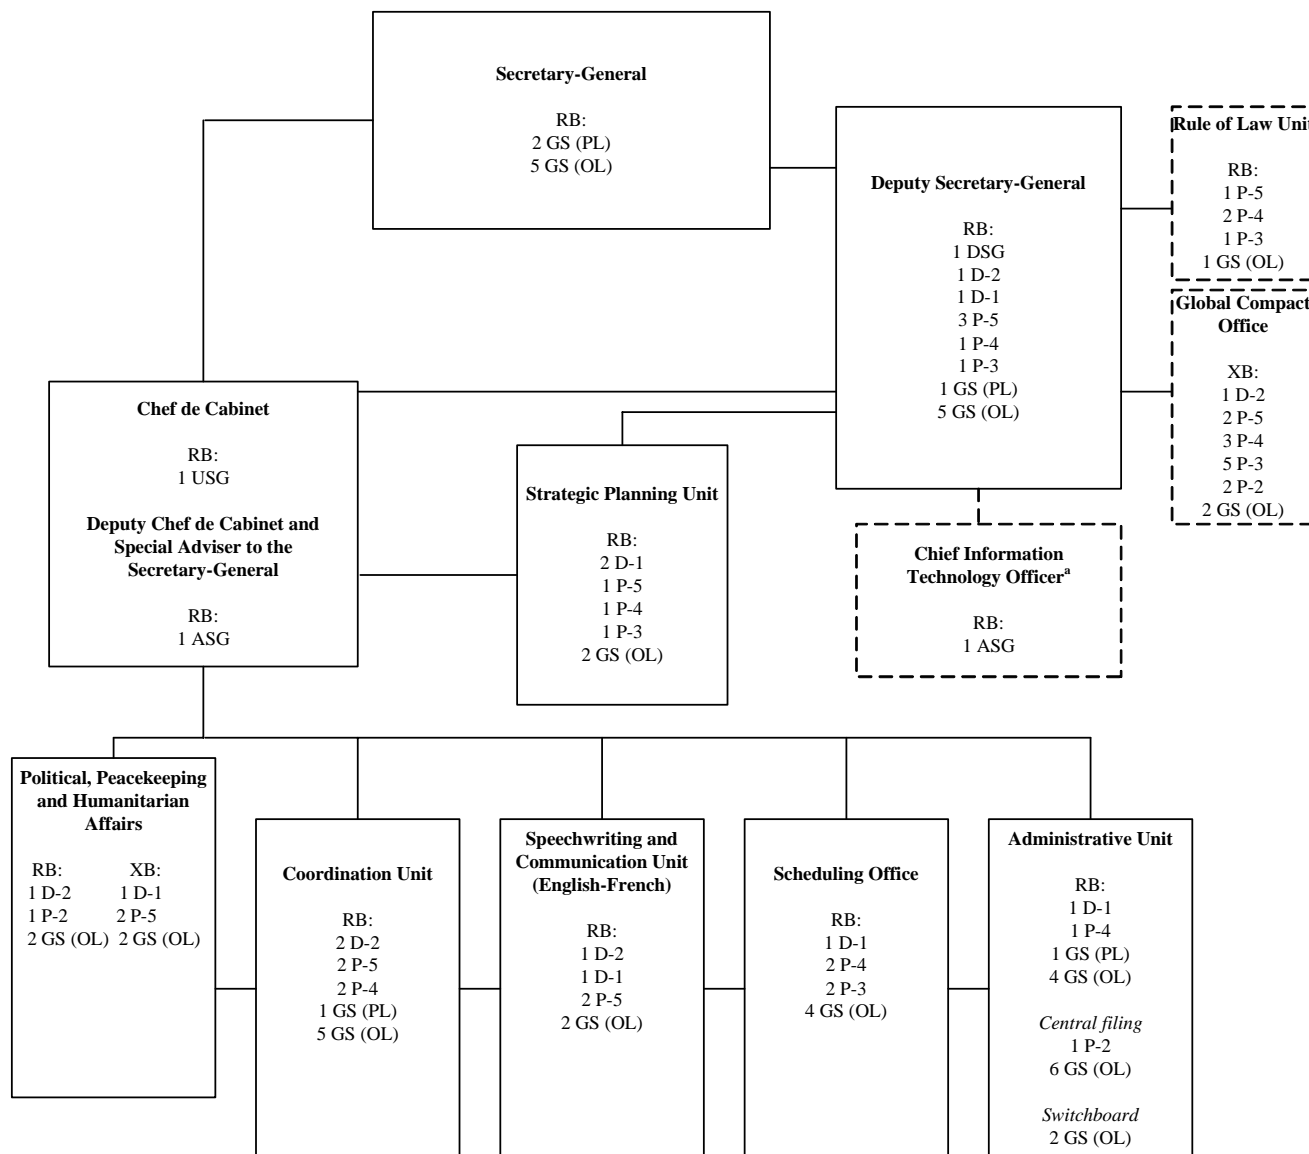 Secretary-General
RB:
2 GS (PL)
5 GS (OL)
Deputy Secretary-General
RB:
1 DSG
1 D-2
1 D-1
3 P-5
1 P-4
1 P-3
1 GS (PL)
5 GS (OL)
Rule of Law Unit
RB:
1 P-5
2 P-4
1 P-3
1 GS (OL)
Global Compact
Office
XB:
1 D-2
2 P-5
3 P-4
5 P-3
2 P-2
2 GS (OL)
Chef de Cabinet
RB:
1 USG
Deputy Chef de Cabinet and
Special Adviser to the
Secretary-General
RB:
1 ASG
Strategic Planning Unit
RB:
2 D-1
1 P-5
1 P-4
1 P-3
2 GS (OL)
Chief Information
Technology Officerᵃ
RB:
1 ASG
Political, Peacekeeping
and Humanitarian
Affairs
RB: XB:
1 D-2 1 D-1
1 P-2 2 P-5
2 GS (OL) 2 GS (OL)
Coordination Unit
RB:
2 D-2
2 P-5
2 P-4
1 GS (PL)
5 GS (OL)
Speechwriting and
Communication Unit
(English-French)
RB:
1 D-2
1 D-1
2 P-5
2 GS (OL)
Scheduling Office
RB:
1 D-1
2 P-4
2 P-3
4 GS (OL)
Administrative Unit
RB:
1 D-1
1 P-4
1 GS (PL)
4 GS (OL)
Central filing
1 P-2
6 GS (OL)
Switchboard
2 GS (OL)